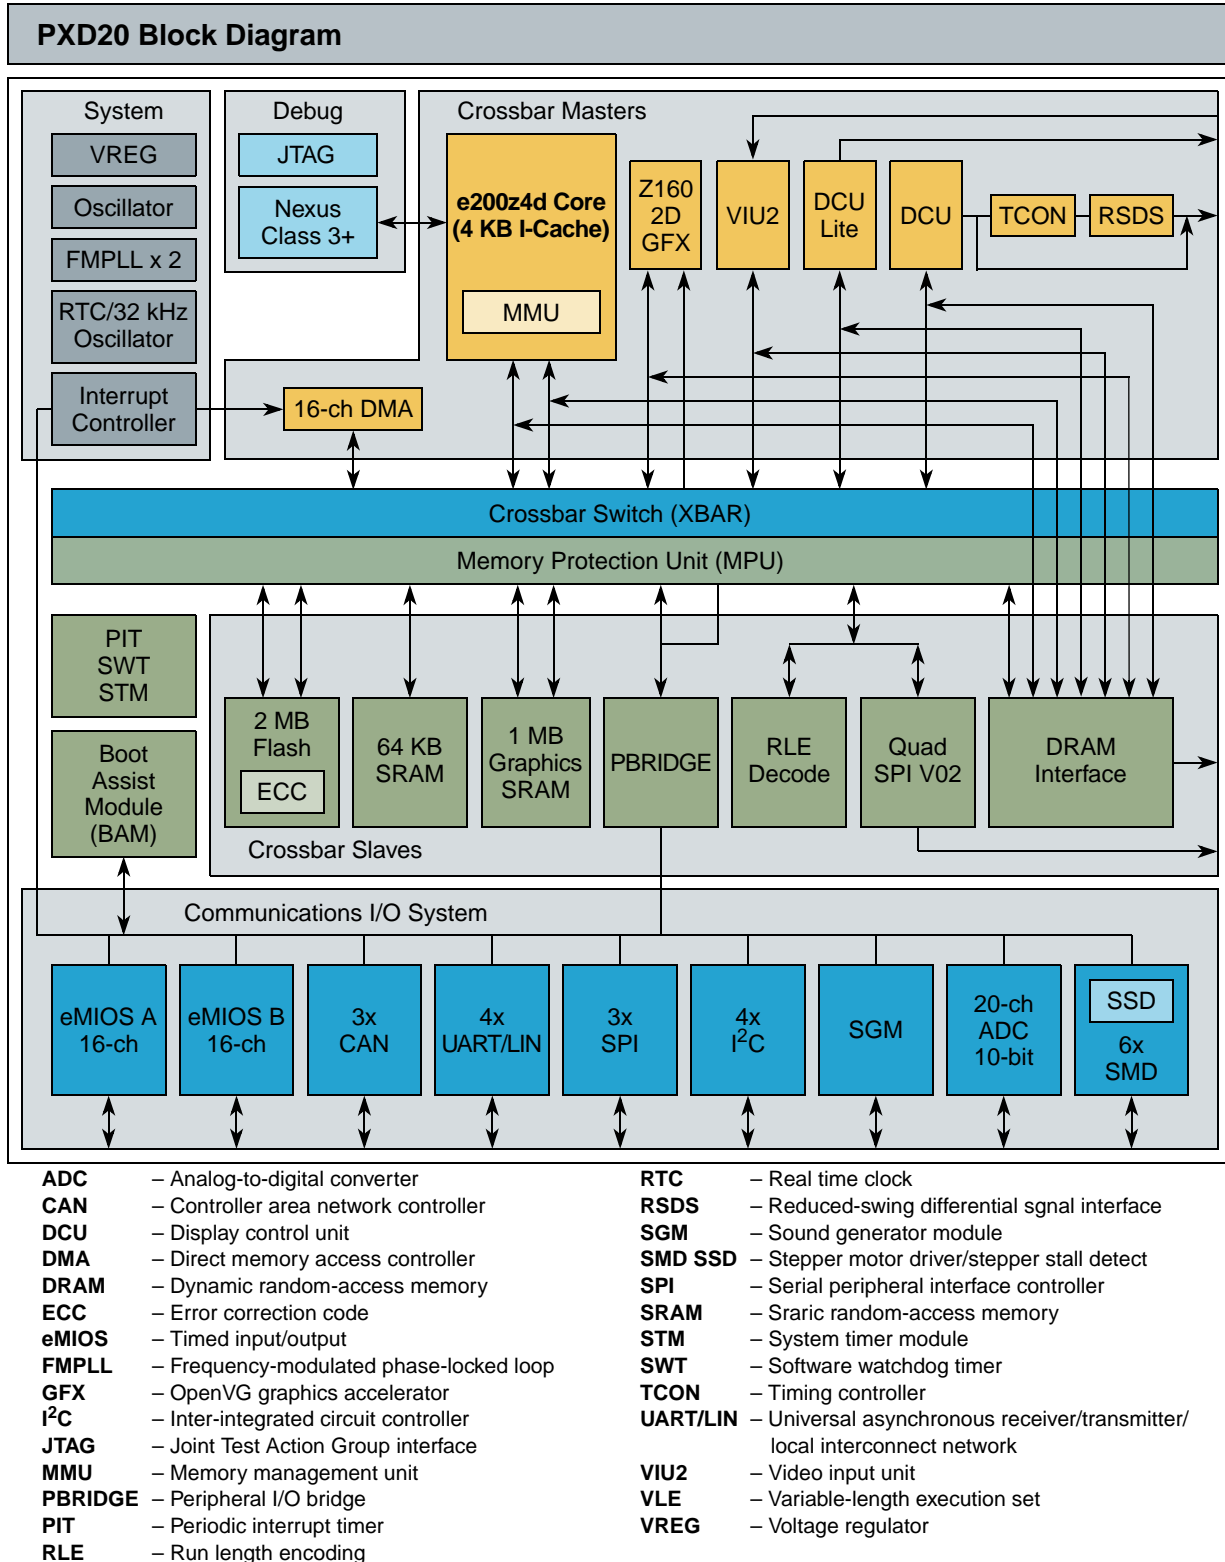 PXD20 Block Diagram
System
VREG
Oscillator
FMPLL x 2
RTC/32 kHz
Oscillator
Interrupt
Controller
Debug
JTAG
Nexus
Class 3+
Crossbar Masters
e200z4d Core
(4 KB I-Cache)
MMU
Z160
2D
GFX
VIU2
DCU
Lite
DCU
TCON
RSDS
16-ch DMA
Crossbar Switch (XBAR)
Memory Protection Unit (MPU)
PIT
SWT
STM
Boot
Assist
Module
(BAM)
2 MB
Flash
ECC
64 KB
SRAM
1 MB
Graphics
SRAM
PBRIDGE
RLE
Decode
Quad
SPI V02
DRAM
Interface
Crossbar Slaves
Communications I/O System
eMIOS A
16-ch
eMIOS B
16-ch
3x
CAN
4x
UART/LIN
3x
SPI
4x
I²C
SGM
20-ch
ADC
10-bit
SSD
6x
SMD
ADC – Analog-to-digital converter
CAN – Controller area network controller
DCU – Display control unit
DMA – Direct memory access controller
DRAM – Dynamic random-access memory
ECC – Error correction code
eMIOS – Timed input/output
FMPLL – Frequency-modulated phase-locked loop
GFX – OpenVG graphics accelerator
I²C – Inter-integrated circuit controller
JTAG – Joint Test Action Group interface
MMU – Memory management unit
PBRIDGE – Peripheral I/O bridge
PIT – Periodic interrupt timer
RLE – Run length encoding
RTC – Real time clock
RSDS – Reduced-swing differential sgnal interface
SGM – Sound generator module
SMD SSD – Stepper motor driver/stepper stall detect
SPI – Serial peripheral interface controller
SRAM – Sraric random-access memory
STM – System timer module
SWT – Software watchdog timer
TCON – Timing controller
UART/LIN – Universal asynchronous receiver/transmitter/
local interconnect network
VIU2 – Video input unit
VLE – Variable-length execution set
VREG – Voltage regulator